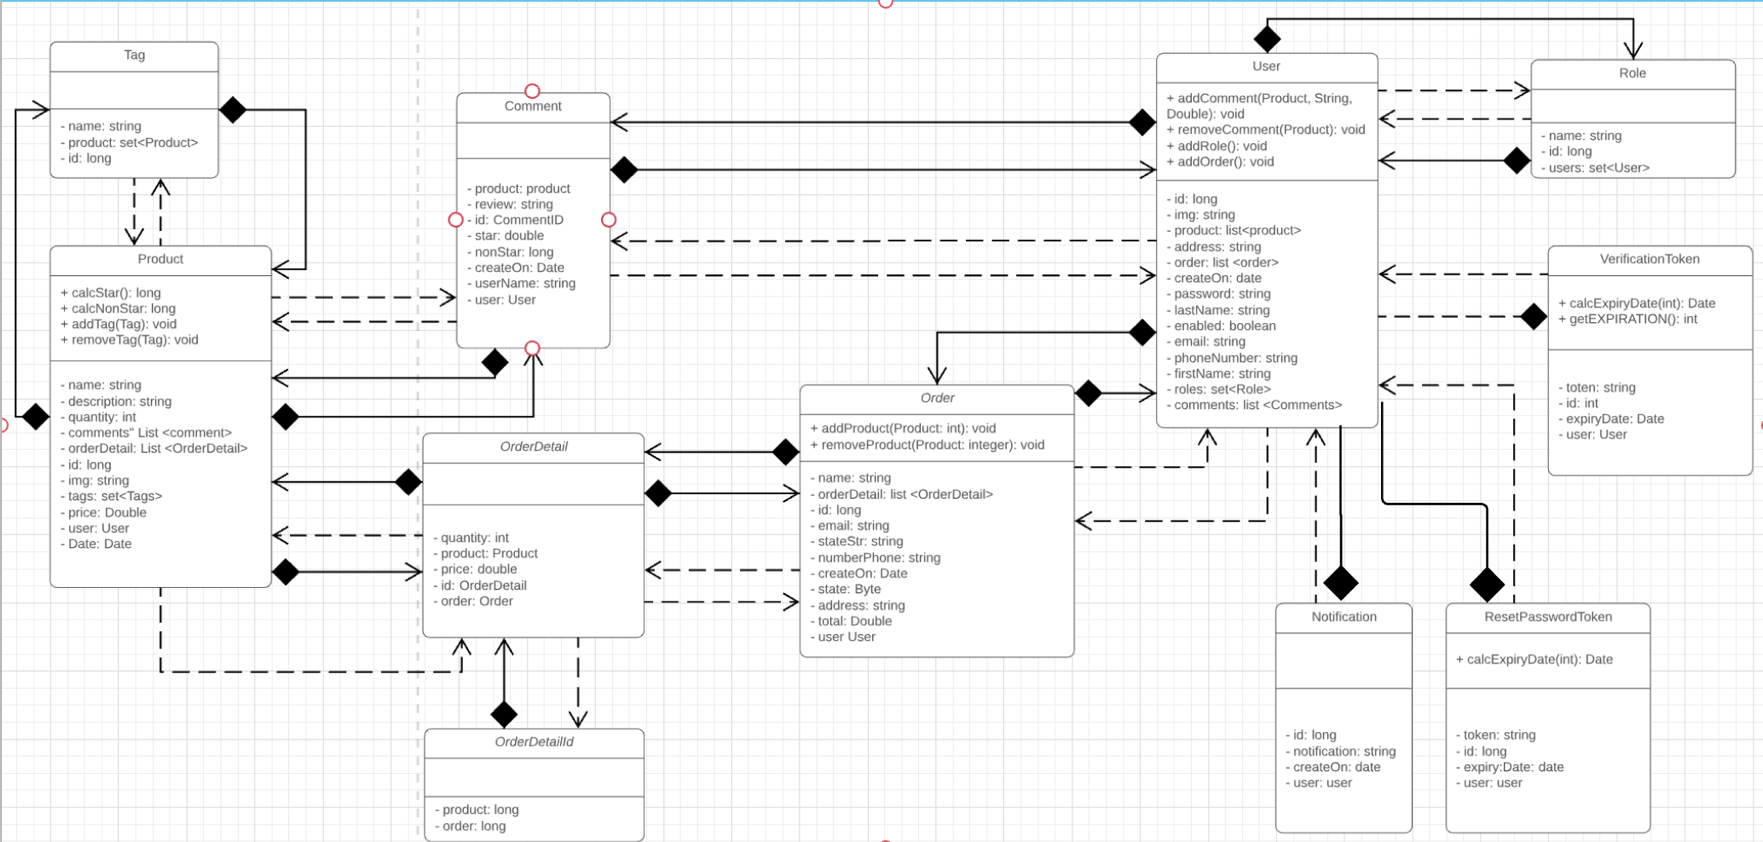 Tag
- name: string
- product: set<Product>
- id: long
Product
+ calcStar(): long
+ calcNonStar: long
+ addTag(Tag): void
+ removeTag(Tag): void
- name: string
- description: string
- quantity: int
- comments" List <comment>
- orderDetail: List <OrderDetail>
- id: long
- img: string
- tags: set<Tags>
- price: Double
- user: User
- Date: Date
Comment
- product: product
- review: string
- id: CommentID
- star: double
- nonStar: long
- createOn: Date
- userName: string
- user: User
OrderDetail
- quantity: int
- product: Product
- price: double
- id: OrderDetail
- order: Order
OrderDetailId
- product: long
- order: long
Order
+ addProduct(Product: int): void
+ removeProduct(Product: integer): void
- name: string
- orderDetail: list <OrderDetail>
- id: long
- email: string
- stateStr: string
- numberPhone: string
- createOn: Date
- state: Byte
- address: string
- total: Double
- user User
User
+ addComment(Product, String,
Double): void
+ removeComment(Product): void
+ addRole(): void
+ addOrder(): void
- id: long
- img: string
- product: list<product>
- address: string
- order: list <order>
- createOn: date
- password: string
- lastName: string
- enabled: boolean
- email: string
- phoneNumber: string
- firstName: string
- roles: set<Role>
- comments: list <Comments>
Role
- name: string
- id: long
- users: set<User>
VerificationToken
+ calcExpiryDate(int): Date
+ getEXPIRATION(): int
- toten: string
- id: int
- expiryDate: Date
- user: User
Notification
- id: long
- notification: string
- createOn: date
- user: user
ResetPasswordToken
+ calcExpiryDate(int): Date
- token: string
- id: long
- expiry:Date: date
- user: user